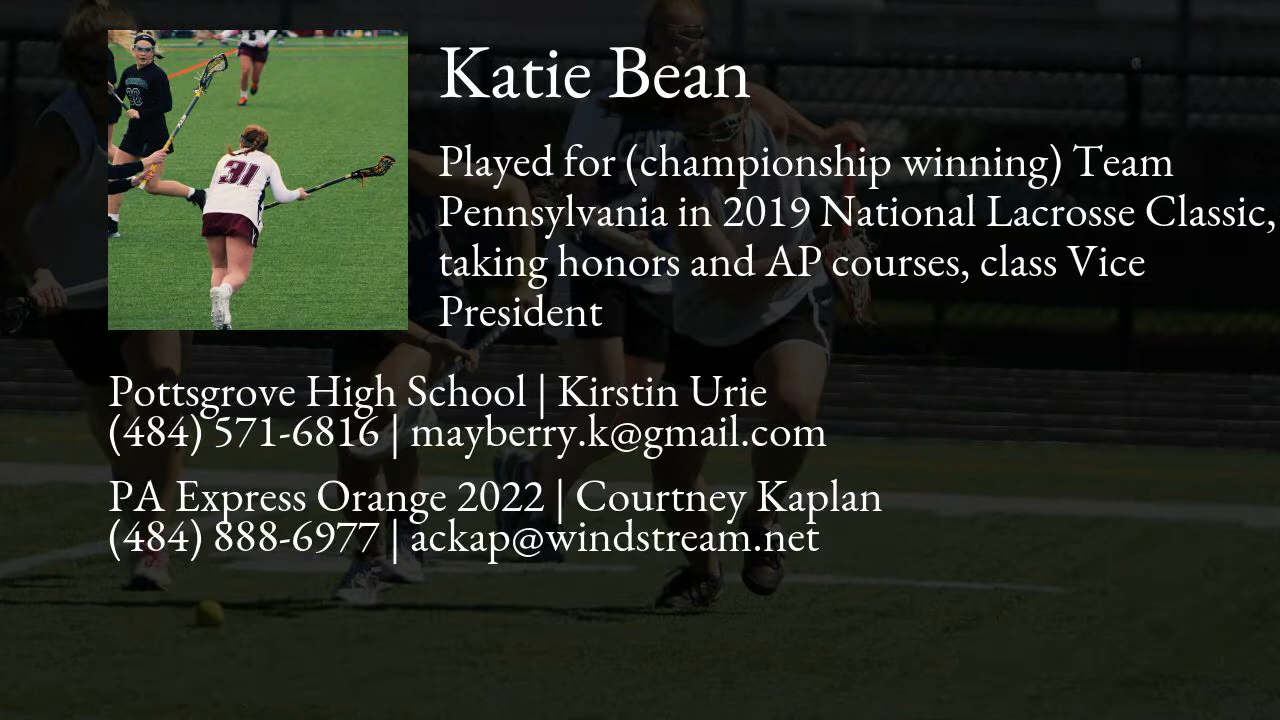 Katie Bean
Played for (championship winning) Team
Pennsylvania in 2019 National Lacrosse Classic,
taking honors and AP courses, class Vice
President
31
Pottsgrove High School | Kirstin Urie
(484) 571-6816 | mayberry.k@gmail.com
PA Express Orange 2022 | Courtney Kaplan
(484) 888-6977 | ackap@windstream.net